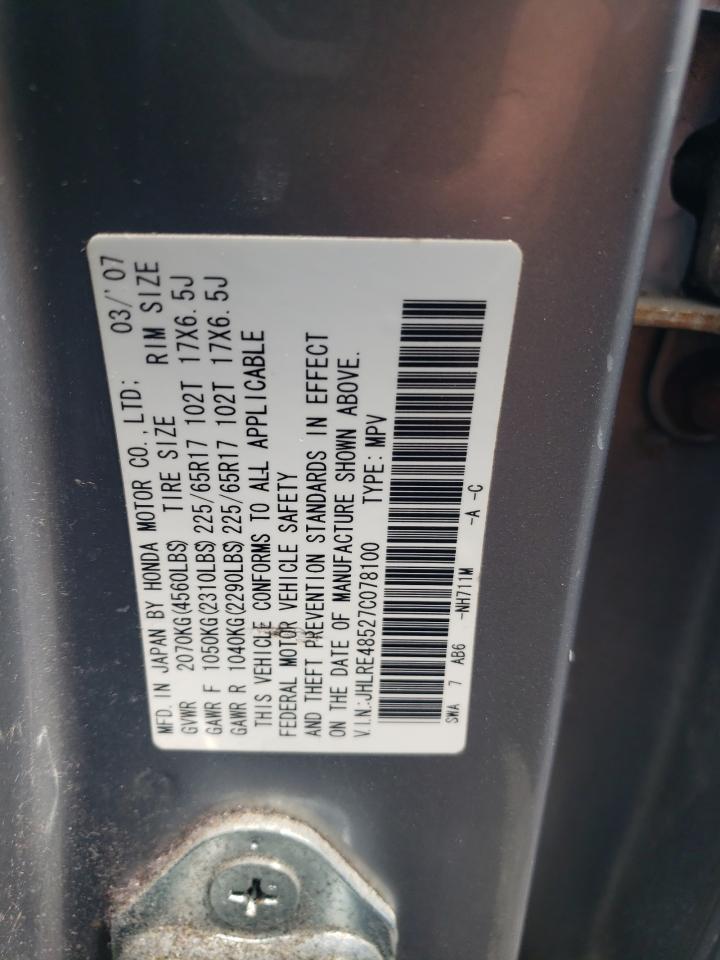 MFD. IN JAPAN BY HONDA MOTOR CO., LTD: 03/'07
GVWR 2070KG(4560LBS) TIRE SIZE RIM SIZE
GAWR F 1050KG(2310LBS) 225/65R17 102T 17X6.5J
GAWR R 1040KG(2290LBS) 225/65R17 102T 17X6.5J
THIS VEHICLE CONFORMS TO ALL APPLICABLE
FEDERAL MOTOR VEHICLE SAFETY
AND THEFT PREVENTION STANDARDS IN EFFECT
ON THE DATE OF MANUFACTURE SHOWN ABOVE.
V.I.N:JHLRE48527C078100 TYPE: MPV
SWA 7 AB6 -NH711M -A -C